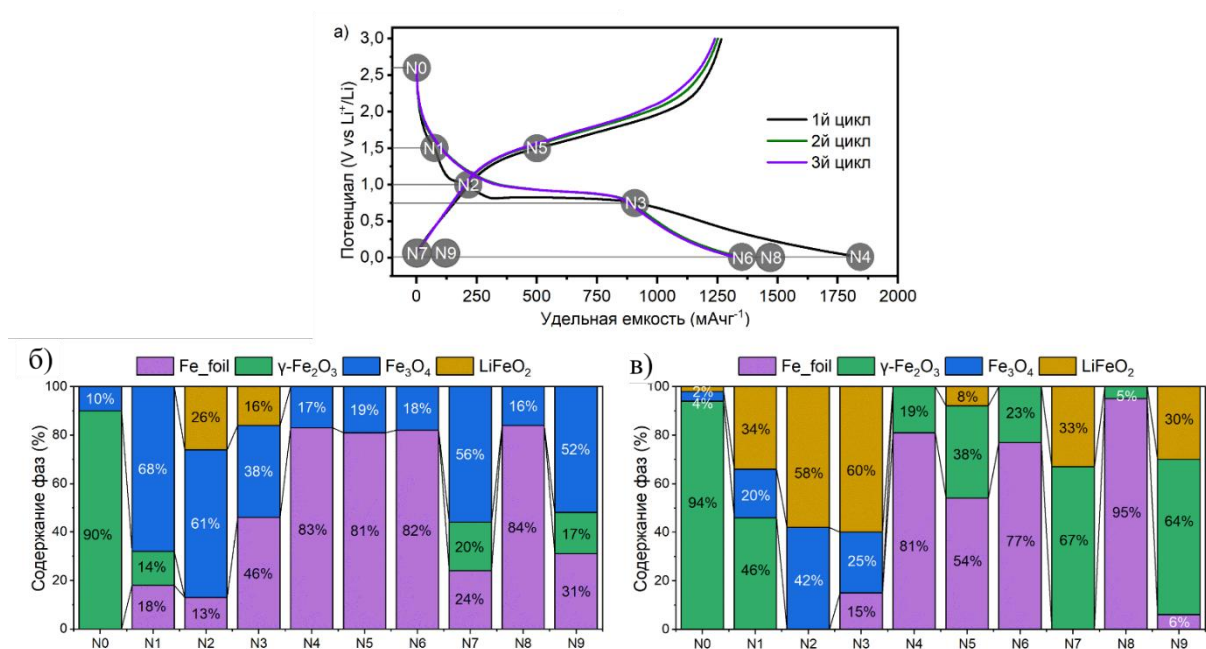 а)
3,0
2,5
2,0
1,5
1,0
0,5
0,0
Потенциал (V vs Li⁺/Li)
N0
N1
N2
N5
N3
N7
N9
N6
N8
N4
1й цикл
2й цикл
3й цикл
0 250 500 750 1000 1250 1500 1750 2000
Удельная емкость (мАчг⁻¹)
б)
Fe_foil γ-Fe₂O₃ Fe₃O₄ LiFeO₂
Содержание фаз (%)
100
80
60
40
20
0
10% 68% 26% 16% 17% 19% 18% 56% 16% 52%
90% 14% 61% 38% 83% 81% 82% 20% 84% 17%
18% 13% 46% 24% 31%
N0 N1 N2 N3 N4 N5 N6 N7 N8 N9
в)
Fe_foil γ-Fe₂O₃ Fe₃O₄ LiFeO₂
Содержание фаз (%)
100
80
60
40
20
0
2% 34% 58% 60% 19% 8% 23% 33% 5% 30%
4% 20% 42% 25% 81% 38% 77% 67% 95% 64%
94% 46% 15% 54% 6%
N0 N1 N2 N3 N4 N5 N6 N7 N8 N9